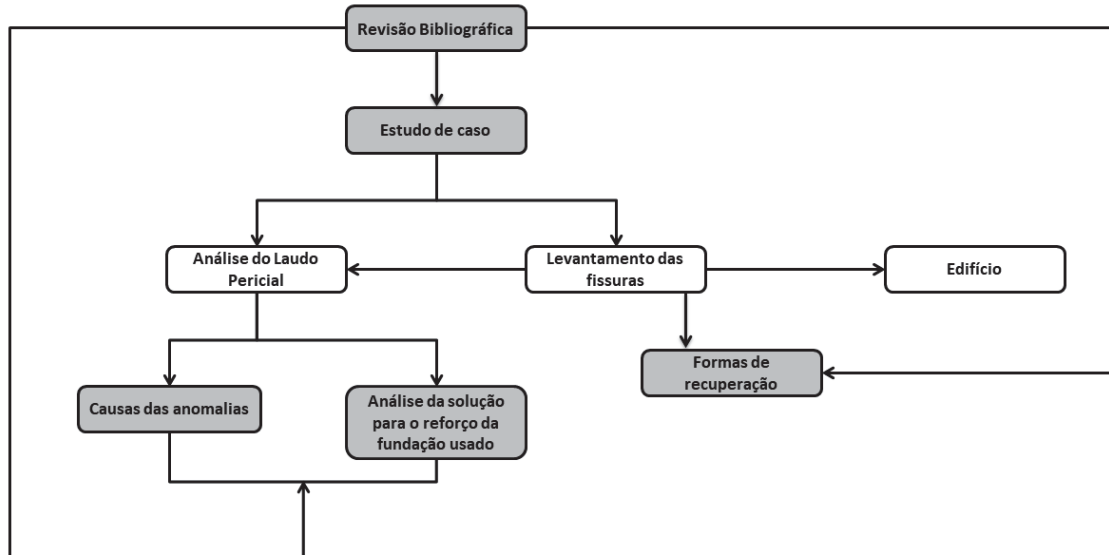 Revisão Bibliográfica
Estudo de caso
Análise do Laudo
Pericial
Levantamento das
fissuras
Edifício
Formas de
recuperação
Causas das anomalias
Análise da solução
para o reforço da
fundação usado